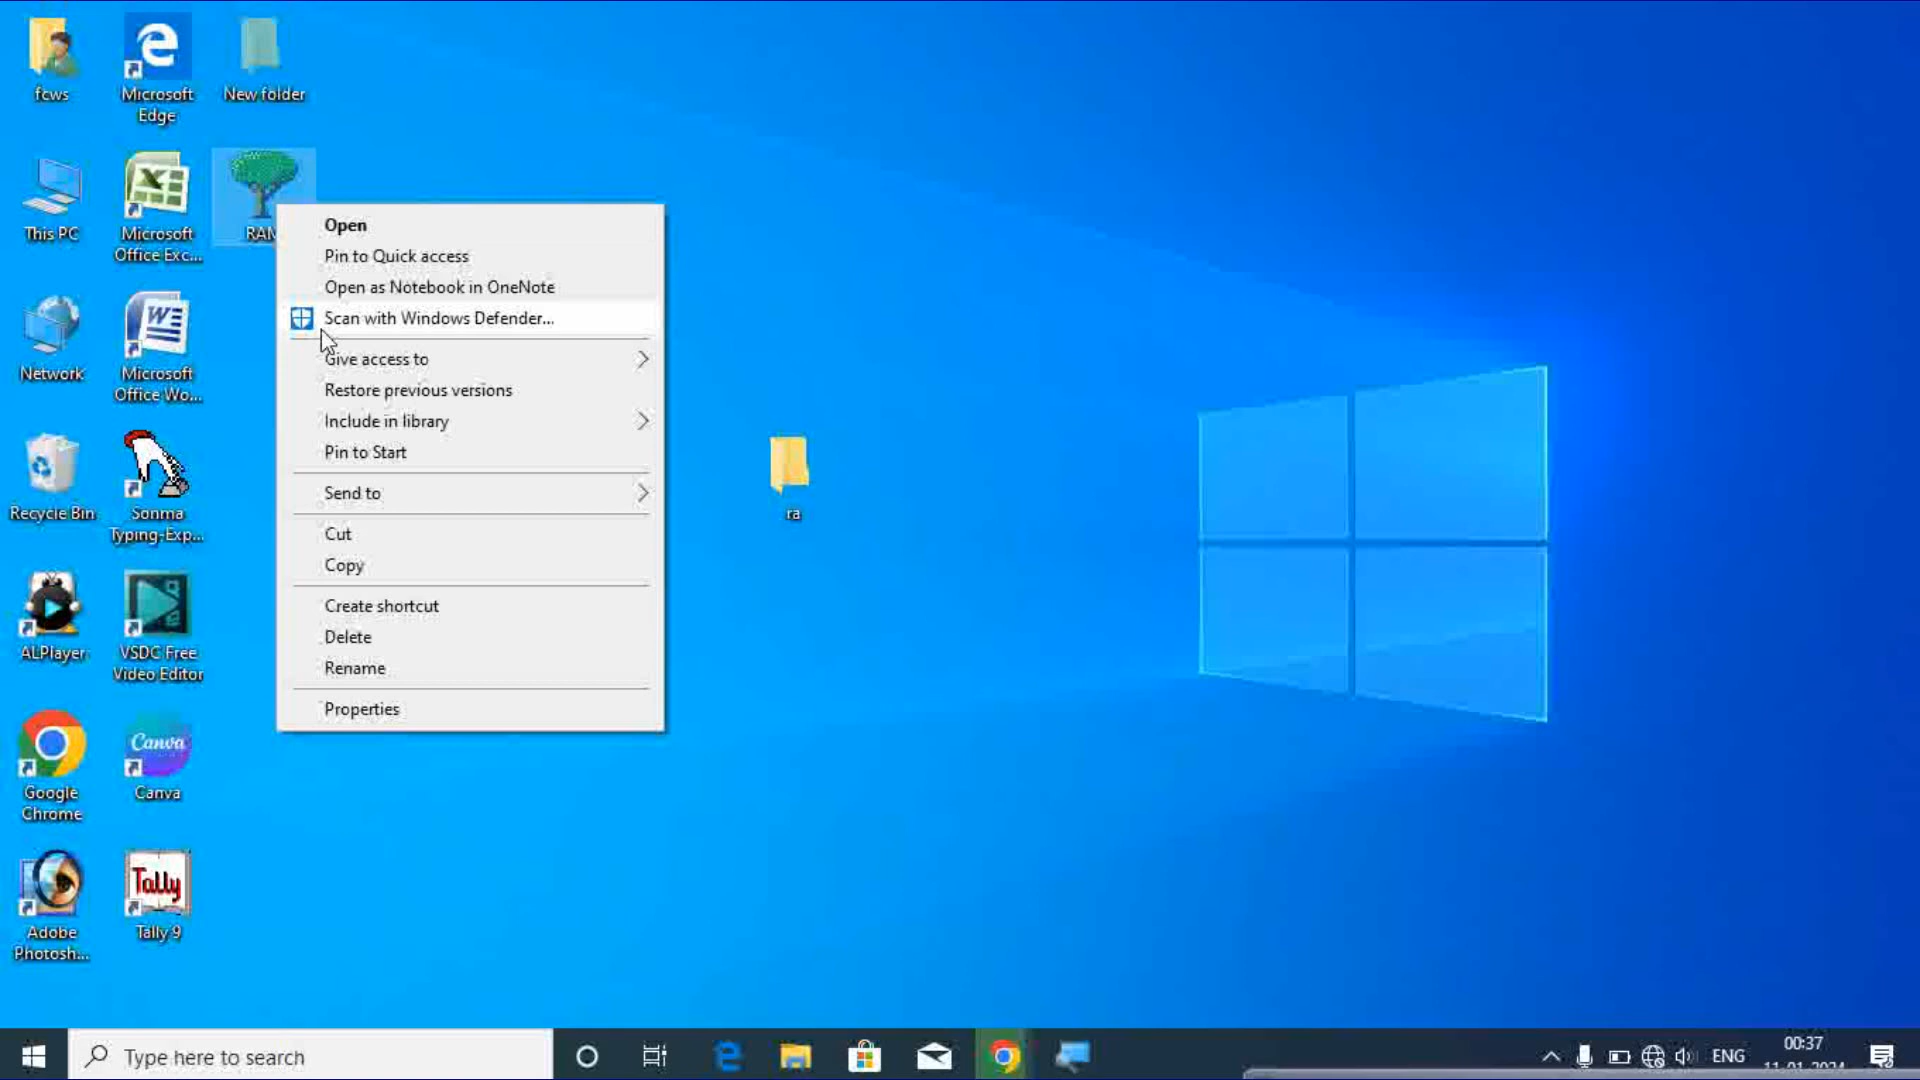 fcws
Microsoft
Edge
New folder
This PC
Microsoft
Office Exc...
RAM
Network
Microsoft
Office Wo...
Recycle Bin
Sonma
Typing-Exp...
ALPlayer
VSDC Free
Video Editor
Google
Chrome
Canva
Canva
Adobe
Photosh...
Tally
Tally 9
Open
Pin to Quick access
Open as Notebook in OneNote
Scan with Windows Defender...
Give access to
Restore previous versions
Include in library
Pin to Start
Send to
Cut
Copy
Create shortcut
Delete
Rename
Properties
ra
Type here to search
ENG
00:37
11-01-2024